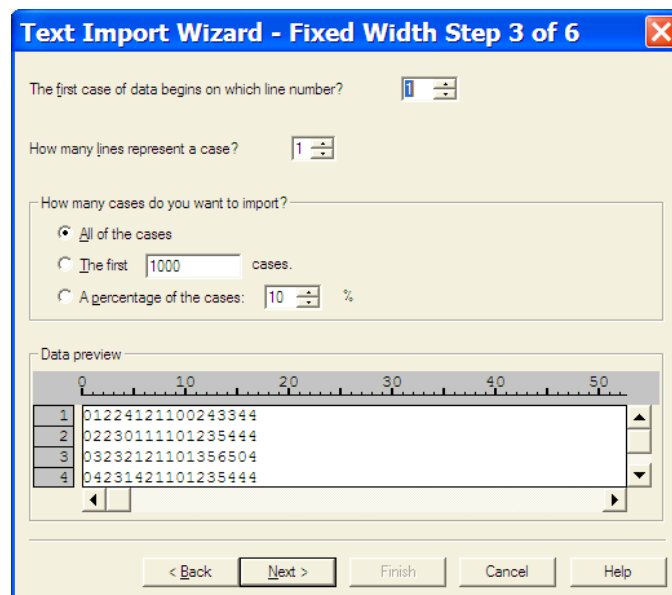 Text Import Wizard - Fixed Width Step 3 of 6
The first case of data begins on which line number? 1
How many lines represent a case? 1
How many cases do you want to import?
All of the cases
The first 1000 cases.
A percentage of the cases: 10 %
Data preview
0 10 20 30 40 50
1 01224121100243344
2 02230111101235444
3 03232121101356504
4 04231421101235444
< Back Next > Finish Cancel Help